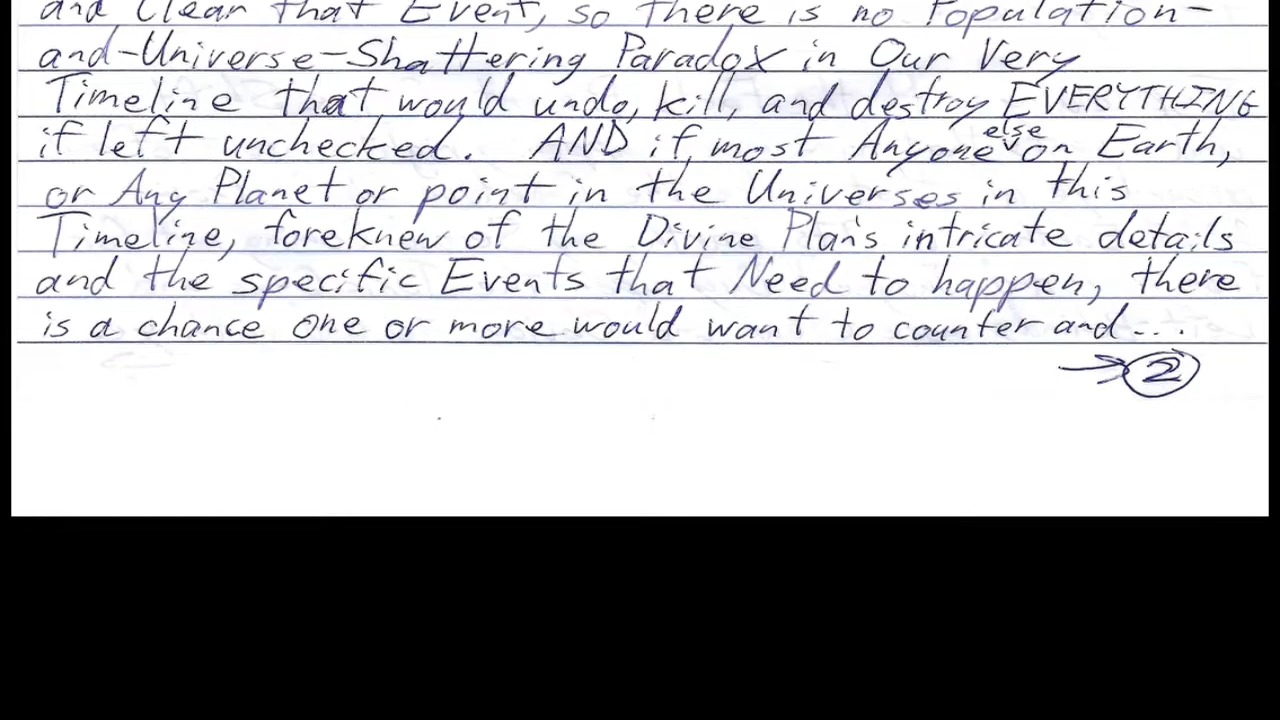 and Clear that Event, so there is no Population-
and-Universe-Shattering Paradox in Our Very
Timeline that would undo, kill, and destroy EVERYTHING
if left unchecked. AND if most Anyone else on Earth,
or Any Planet or point in the Universes in this
Timeline, foreknew of the Divine Plan's intricate details
and the specific Events that Need to happen, there
is a chance one or more would want to counter and...
→ 2